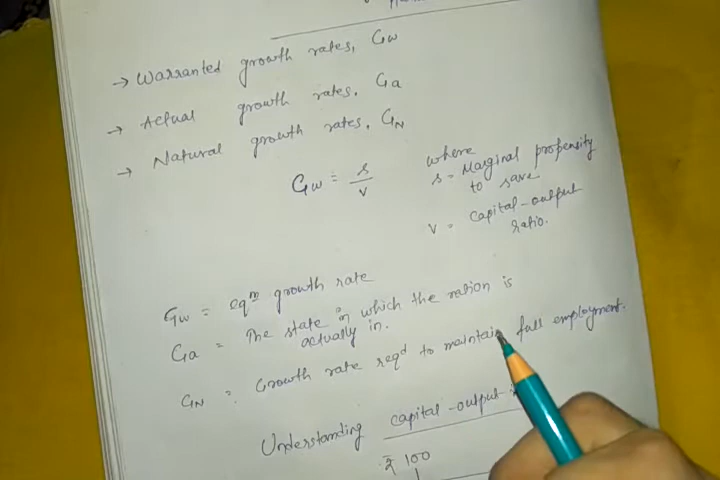 → Warranted growth rates, Gw
→ Actual growth rates, Ga
→ Natural growth rates, GN
Gw = s/v
where
s = Marginal propensity
to save
v = Capital-output
ratio.
Gw = eqm growth rate
Ga = The state in which the nation is
actually in.
GN : Growth rate reqd to maintain full employment.
Understanding capital-output
₹ 100